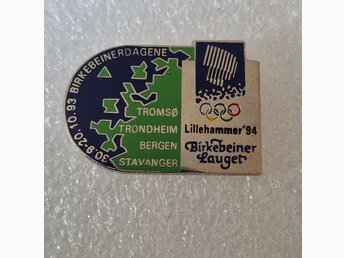 30.9-20.10.93 BIRKEBEINERDAGENE
TROMSØ
TRONDHEIM
BERGEN
STAVANGER
Lillehammer'94
Birkebeiner
Lauget